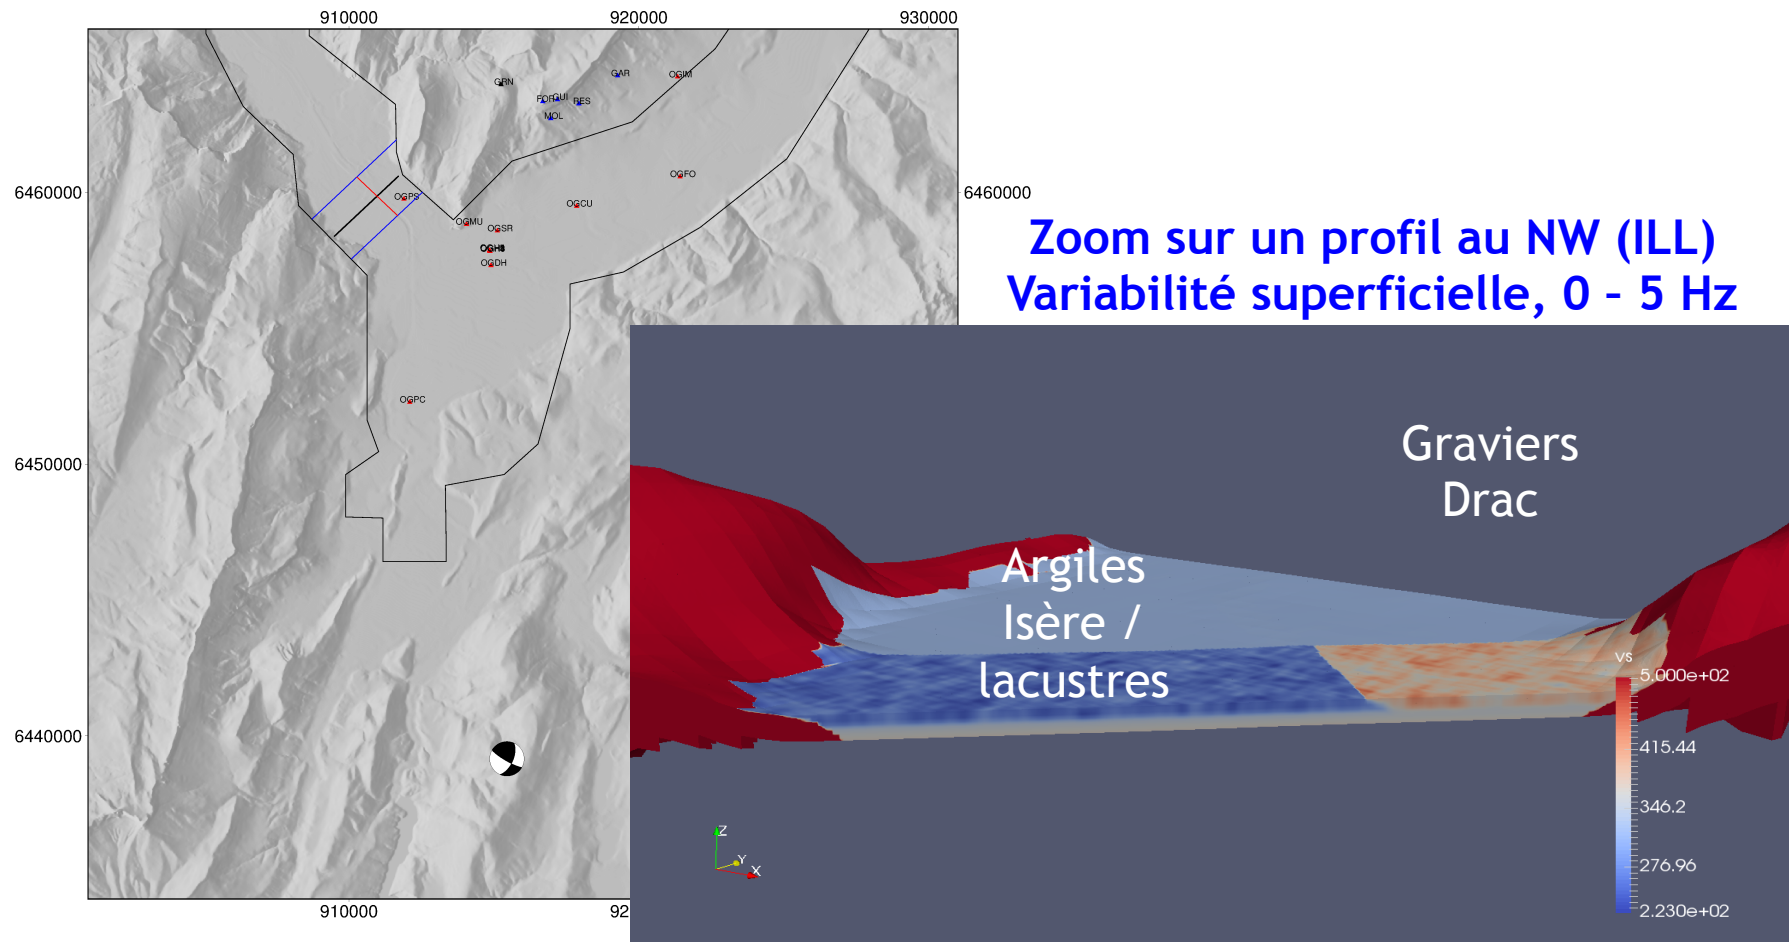 910000
920000
930000
GRN
GAR
OGIM
FOR
GUI
RES
MOL
6460000
6460000
OGPS
OGFO
OGCU
OGMU
OGSR
OGDH
Zoom sur un profil au NW (ILL)
Variabilité superficielle, 0 – 5 Hz
OGPC
6450000
Graviers
Drac
Argiles
Isère /
lacustres
vs
5.000e+02
415.44
346.2
276.96
2.230e+02
6440000
Z
Y
X
910000
92